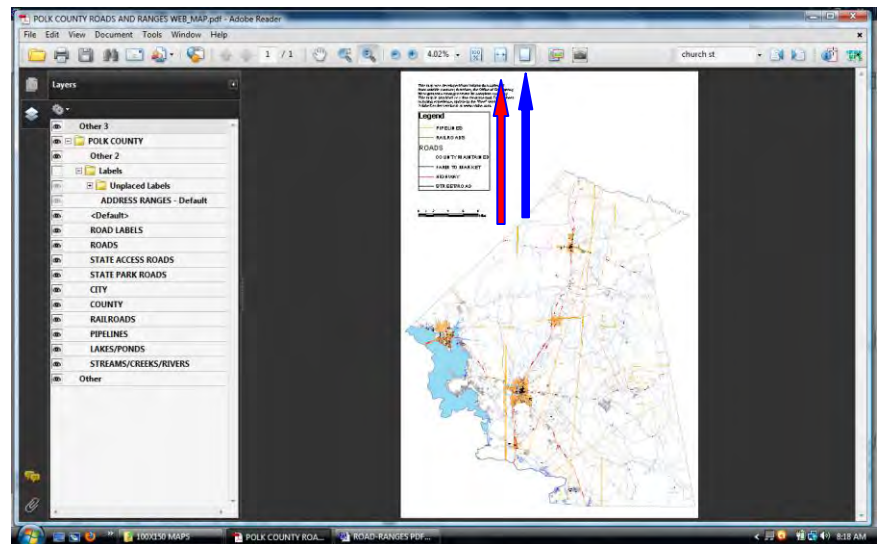 POLK COUNTY ROADS AND RANGES WEB_MAP.pdf - Adobe Reader
File Edit View Document Tools Window Help
1 / 1 4.02% church st
Layers
Other 3
POLK COUNTY
Other 2
Labels
Unplaced Labels
ADDRESS RANGES - Default
<Default>
ROAD LABELS
ROADS
STATE ACCESS ROADS
STATE PARK ROADS
CITY
COUNTY
RAILROADS
PIPELINES
LAKES/PONDS
STREAMS/CREEKS/RIVERS
Other
Legend
PIPELINES
RAILROADS
ROADS
COUNTY MAINTAINED
FARM TO MARKET
HIGHWAY
STREET/ROAD
100X150 MAPS POLK COUNTY ROA... ROAD-RANGES PDF... 8:18 AM